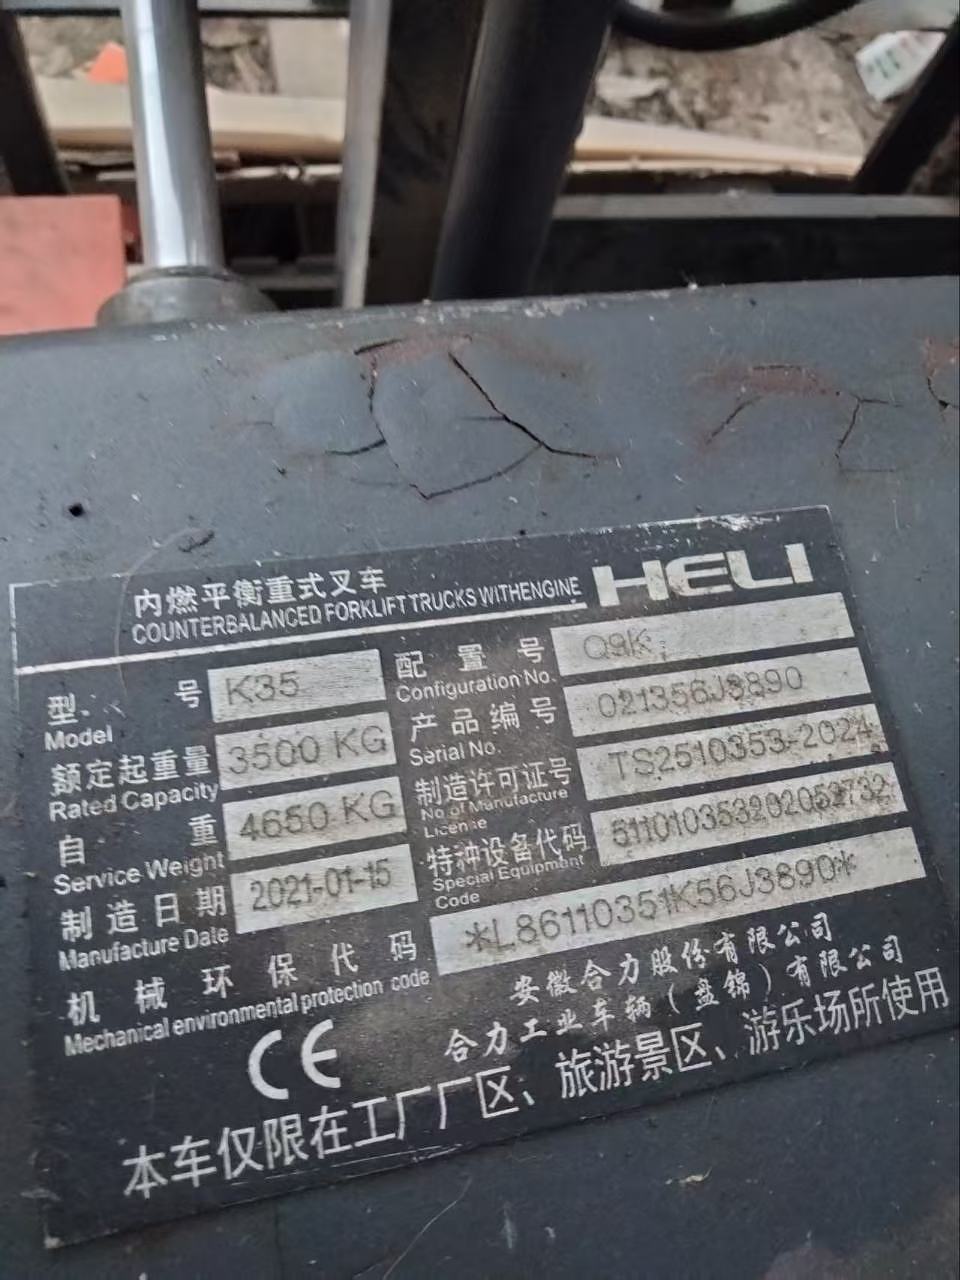 内燃平衡重式叉车
COUNTERBALANCED FORKLIFT TRUCKS WITHENGINE
HELI
型 号 K35
Model
配置号 Q9K
Configuration No.
额定起重量 3500 KG
Rated Capacity
产品编号 021356J3890
Serial No.
自 重 4650 KG
Service Weight
制造许可证号 TS2510353-2024
No of Manufacture
License
制造日期 2021-01-15
Manufacture Date
特种设备代码 511010353202052732
Special Equipment
Code
机械环保代码 *L86110351K56J3890*
Mechanical environmental protection code
CE
安徽合力股份有限公司
合力工业车辆(盘锦)有限公司
本车仅限在工厂厂区、旅游景区、游乐场所使用